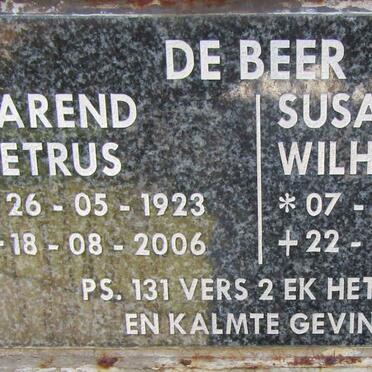 DE BEER
AREND
ETRUS
26 - 05 - 1923
+ 18 - 08 - 2006
SUSA
WILH
* 07 -
+ 22 -
PS. 131 VERS 2 EK HET
EN KALMTE GEVIN